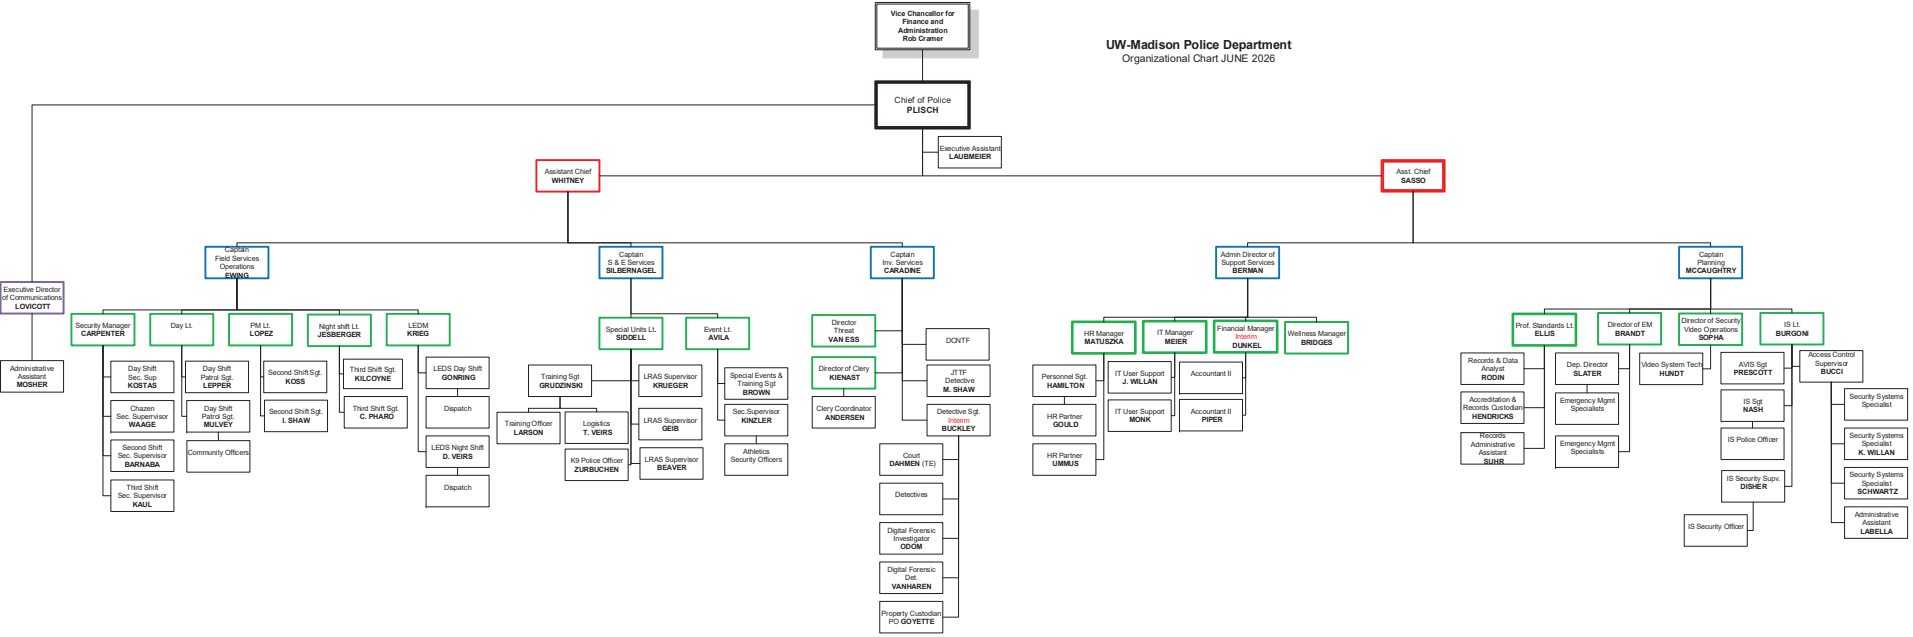 Vice Chancellor for
Finance and
Administration
Rob Cramer
UW-Madison Police Department
Organizational Chart JUNE 2026
Chief of Police
PLISCH
Executive Assistant
LAUBMEIER
Assistant Chief
WHITNEY
Asst. Chief
SASSO
Captain
Field Services
Operations
EWING
Captain
S & E Services
SILBERNAGEL
Captain
Inv. Services
CARADINE
Admin Director of
Support Services
BERMAN
Captain
Planning
MCCAUGHTRY
Executive Director
of Communications
LOVICOTT
Administrative
Assistant
MOSHER
Security Manager
CARPENTER
Day Lt.
PM Lt.
LOPEZ
Night shift Lt.
JESBERGER
LEDM
KRIEG
Day Shift
Sec. Sup
KOSTAS
Chazen
Sec. Supervisor
WAAGE
Second Shift
Sec. Supervisor
BARNABA
Third Shift
Sec. Supervisor
KAUL
Day Shift
Patrol Sgt.
LEPPER
Day Shift
Patrol Sgt.
MULVEY
Community Officers
Second Shift Sgt.
KOSS
Second Shift Sgt.
I. SHAW
Third Shift Sgt.
KILCOYNE
Third Shift Sgt.
C. PHARO
LEDS Day Shift
GONRING
Dispatch
LEDS Night Shift
D. VEIRS
Dispatch
Special Units Lt.
SIDDELL
Event Lt.
AVILA
Training Sgt
GRUDZINSKI
Training Officer
LARSON
Logistics
T. VEIRS
K9 Police Officer
ZURBUCHEN
LRAS Supervisor
KRUEGER
LRAS Supervisor
GEIB
LRAS Supervisor
BEAVER
Special Events &
Training Sgt
BROWN
Sec.Supervisor
KINZLER
Athletics
Security Officers
Director
Threat
VAN ESS
Director of Clery
KIENAST
Clery Coordinator
ANDERSEN
DCNTF
JTTF
Detective
M. SHAW
Detective Sgt.
Interim
BUCKLEY
Court
DAHMEN (TE)
Detectives
Digital Forensic
Investigator
ODOM
Digital Forensic
Det.
VANHAREN
Property Custodian
PO GOYETTE
HR Manager
MATUSZKA
IT Manager
MEIER
Financial Manager
Interim
DUNKEL
Wellness Manager
BRIDGES
Personnel Sgt.
HAMILTON
HR Partner
GOULD
HR Partner
UMMUS
IT User Support
J. WILLAN
IT User Support
MONK
Accountant II
Accountant II
PIPER
Prof. Standards Lt.
ELLIS
Director of EM
BRANDT
Director of Security
Video Operations
SOPHA
IS Lt.
BURGONI
Records & Data
Analyst
RODIN
Accreditation &
Records Custodian
HENDRICKS
Records
Administrative
Assistant
SUHR
Dep. Director
SLATER
Emergency Mgmt
Specialists
Emergency Mgmt
Specialists
Video System Tech
HUNDT
AVIS Sgt
PRESCOTT
IS Sgt
NASH
IS Police Officer
IS Security Supv.
DISHER
IS Security Officer
Access Control
Supervisor
BUCCI
Security Systems
Specialist
Security Systems
Specialist
K. WILLAN
Security Systems
Specialist
SCHWARTZ
Administrative
Assistant
LABELLA